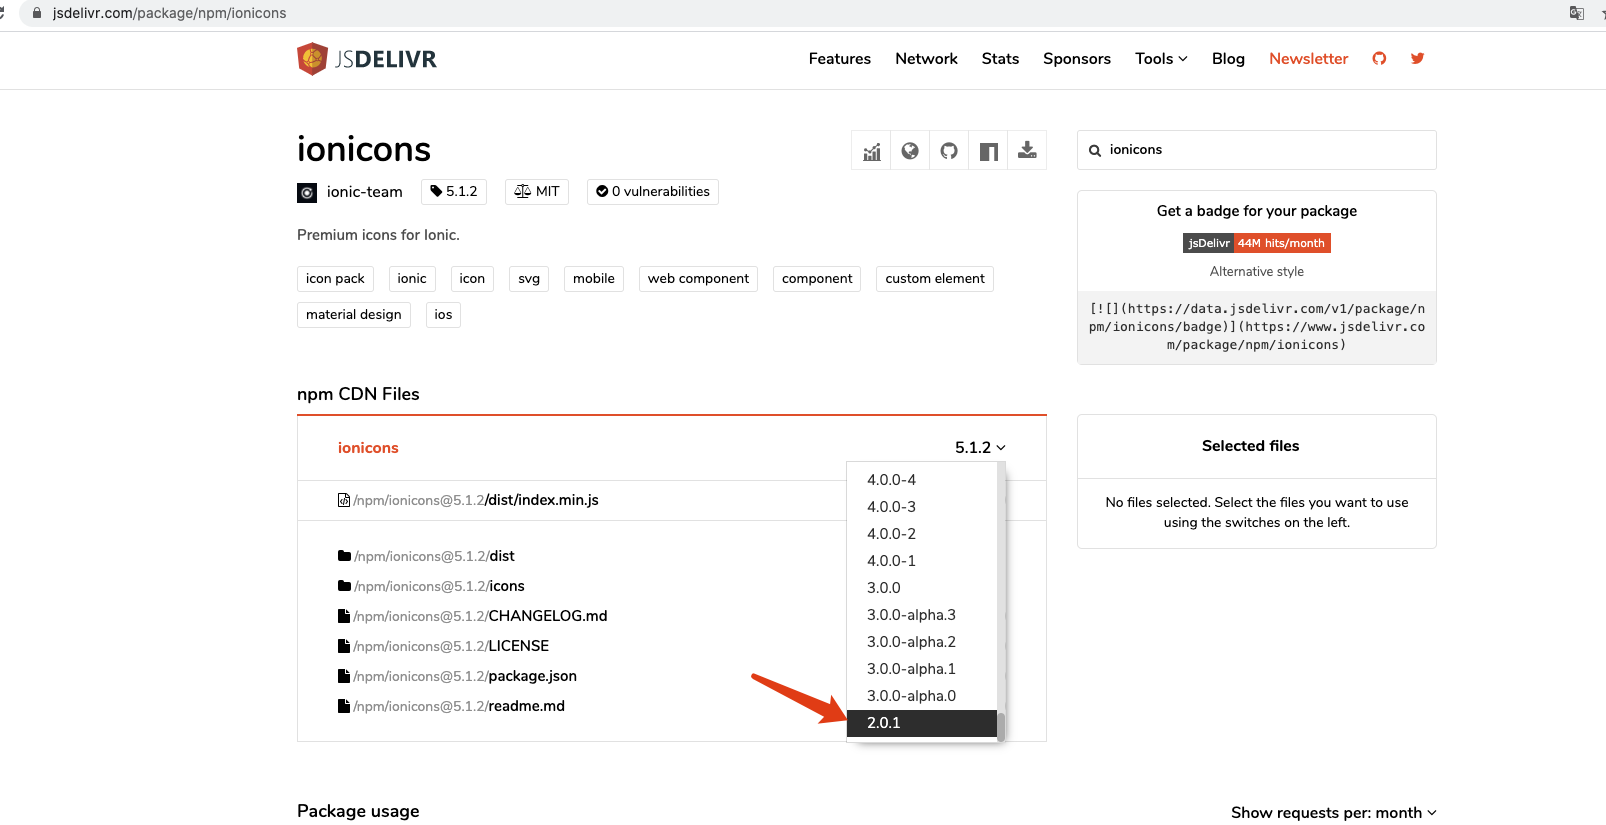 jsdelivr.com/package/npm/ionicons
JSDELIVR
Features Network Stats Sponsors Tools Blog Newsletter
ionicons
ionicons
ionic-team 5.1.2 MIT 0 vulnerabilities
Get a badge for your package
jsDelivr 44M hits/month
Premium icons for Ionic.
Alternative style
icon pack ionic icon svg mobile web component component custom element
material design ios
[![](https://data.jsdelivr.com/v1/package/n
pm/ionicons/badge)](https://www.jsdelivr.co
m/package/npm/ionicons)
npm CDN Files
ionicons 5.1.2
Selected files
/npm/ionicons@5.1.2/dist/index.min.js
No files selected. Select the files you want to use
using the switches on the left.
/npm/ionicons@5.1.2/dist
/npm/ionicons@5.1.2/icons
/npm/ionicons@5.1.2/CHANGELOG.md
/npm/ionicons@5.1.2/LICENSE
/npm/ionicons@5.1.2/package.json
/npm/ionicons@5.1.2/readme.md
4.0.0-4
4.0.0-3
4.0.0-2
4.0.0-1
3.0.0
3.0.0-alpha.3
3.0.0-alpha.2
3.0.0-alpha.1
3.0.0-alpha.0
2.0.1
Package usage
Show requests per: month